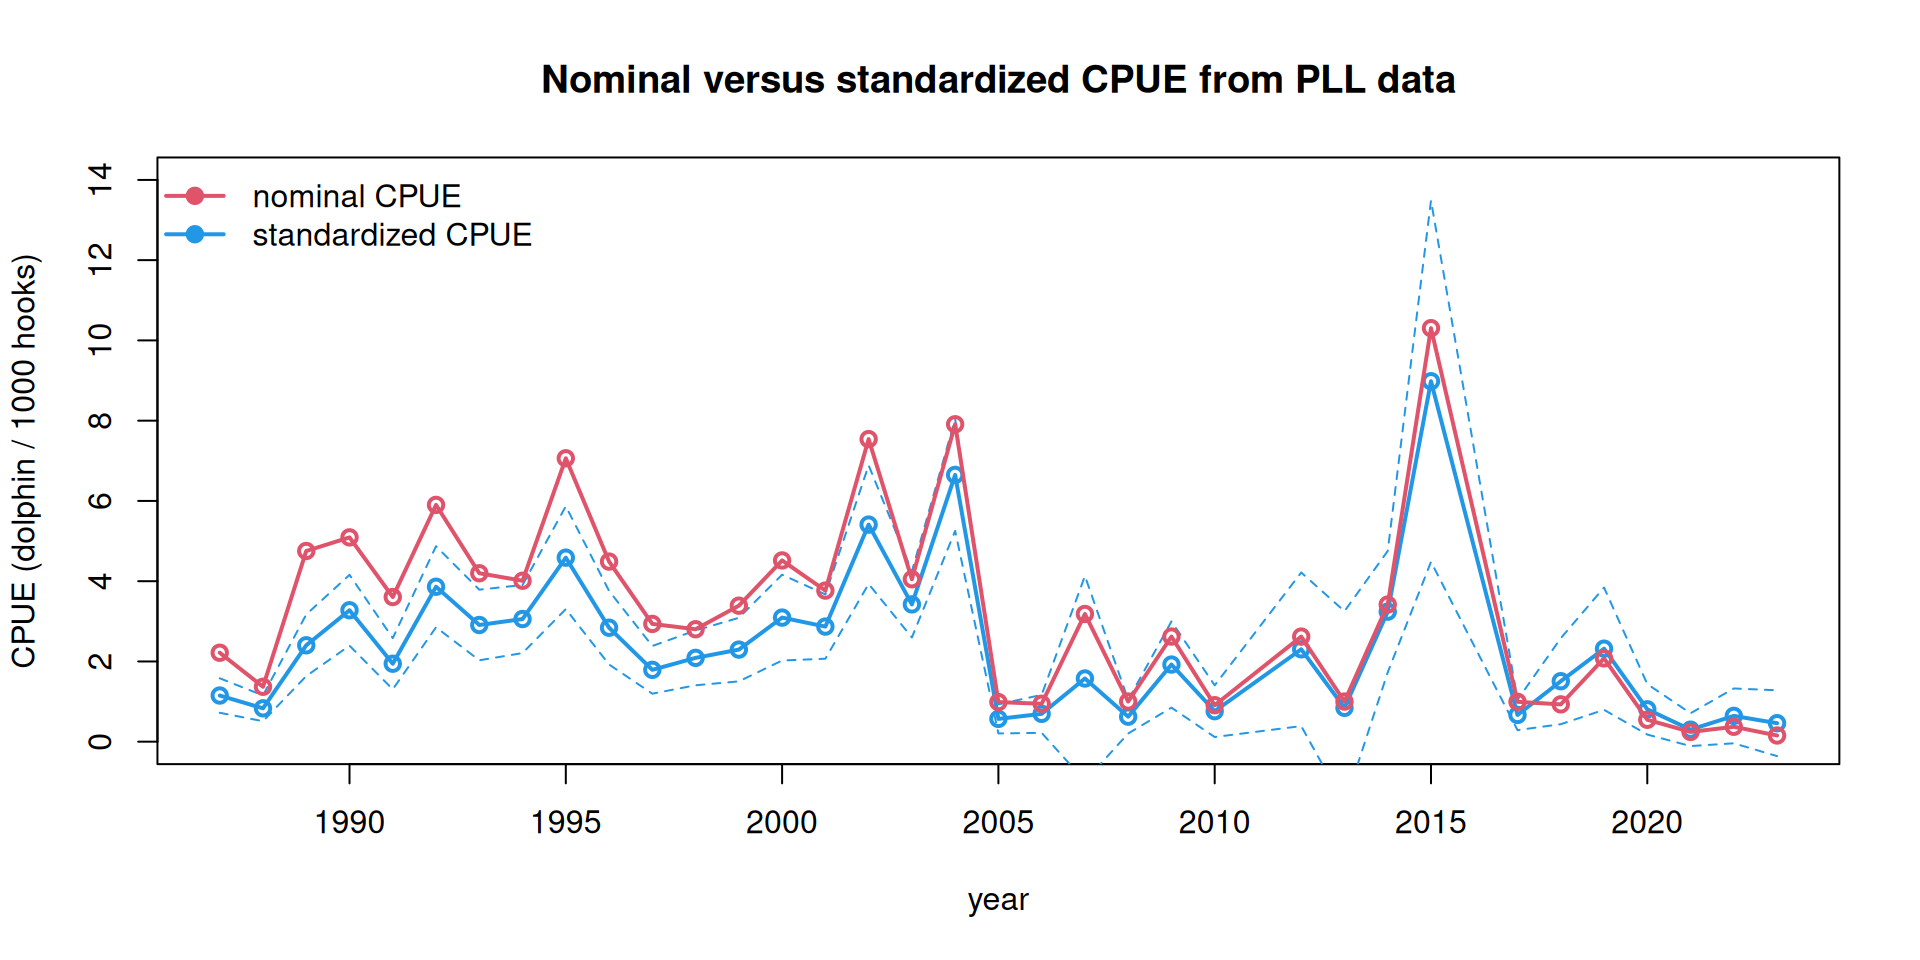 Nominal versus standardized CPUE from PLL data
nominal CPUE
standardized CPUE
CPUE (dolphin / 1000 hooks)
14
12
10
8
6
4
2
0
1990 1995 2000 2005 2010 2015 2020
year